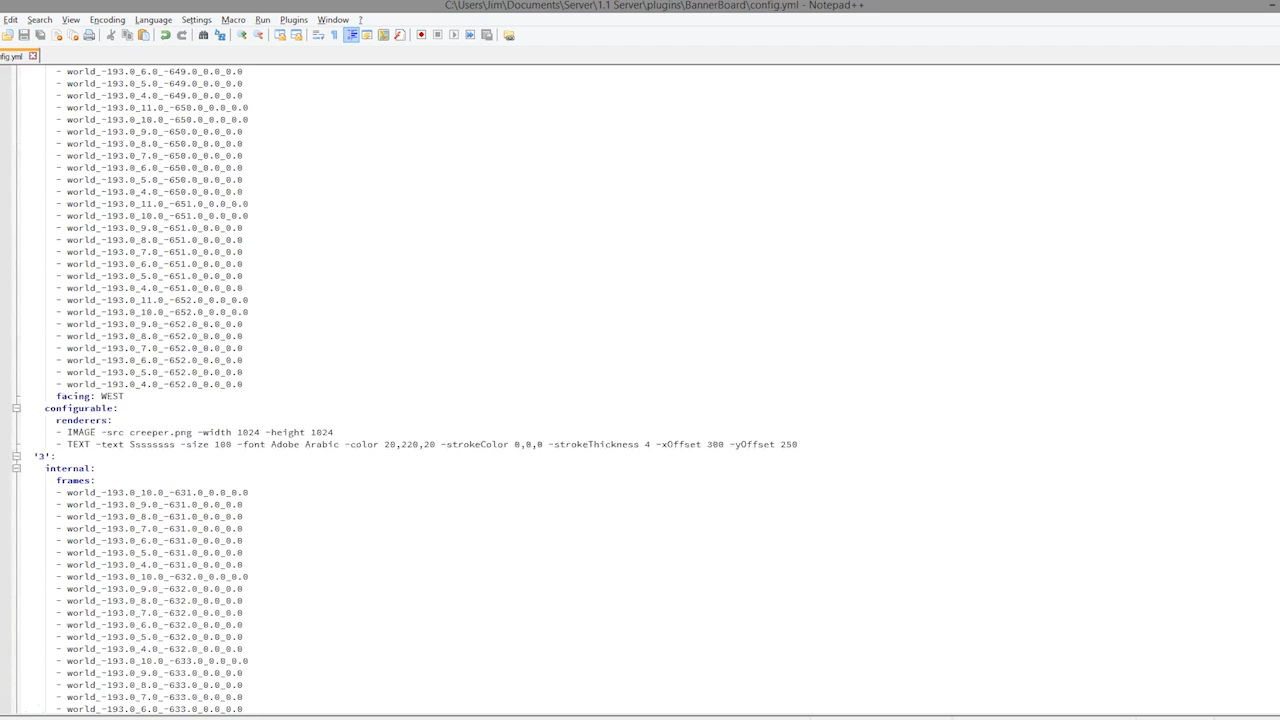 C:\Users\Jim\Documents\Server\1.1 Server\plugins\BannerBoard\config.yml - Notepad++
Edit Search View Encoding Language Settings Macro Run Plugins Window ?
fig.yml
- world_-193.0_6.0_-649.0_0.0_0.0
- world_-193.0_5.0_-649.0_0.0_0.0
- world_-193.0_4.0_-649.0_0.0_0.0
- world_-193.0_11.0_-650.0_0.0_0.0
- world_-193.0_10.0_-650.0_0.0_0.0
- world_-193.0_9.0_-650.0_0.0_0.0
- world_-193.0_8.0_-650.0_0.0_0.0
- world_-193.0_7.0_-650.0_0.0_0.0
- world_-193.0_6.0_-650.0_0.0_0.0
- world_-193.0_5.0_-650.0_0.0_0.0
- world_-193.0_4.0_-650.0_0.0_0.0
- world_-193.0_11.0_-651.0_0.0_0.0
- world_-193.0_10.0_-651.0_0.0_0.0
- world_-193.0_9.0_-651.0_0.0_0.0
- world_-193.0_8.0_-651.0_0.0_0.0
- world_-193.0_7.0_-651.0_0.0_0.0
- world_-193.0_6.0_-651.0_0.0_0.0
- world_-193.0_5.0_-651.0_0.0_0.0
- world_-193.0_4.0_-651.0_0.0_0.0
- world_-193.0_11.0_-652.0_0.0_0.0
- world_-193.0_10.0_-652.0_0.0_0.0
- world_-193.0_9.0_-652.0_0.0_0.0
- world_-193.0_8.0_-652.0_0.0_0.0
- world_-193.0_7.0_-652.0_0.0_0.0
- world_-193.0_6.0_-652.0_0.0_0.0
- world_-193.0_5.0_-652.0_0.0_0.0
- world_-193.0_4.0_-652.0_0.0_0.0
facing: WEST
configurable:
renderers:
- IMAGE -src creeper.png -width 1024 -height 1024
- TEXT -text Ssssssss -size 100 -font Adobe Arabic -color 20,220,20 -strokeColor 0,0,0 -strokeThickness 4 -xOffset 300 -yOffset 250
'3':
internal:
frames:
- world_-193.0_10.0_-631.0_0.0_0.0
- world_-193.0_9.0_-631.0_0.0_0.0
- world_-193.0_8.0_-631.0_0.0_0.0
- world_-193.0_7.0_-631.0_0.0_0.0
- world_-193.0_6.0_-631.0_0.0_0.0
- world_-193.0_5.0_-631.0_0.0_0.0
- world_-193.0_4.0_-631.0_0.0_0.0
- world_-193.0_10.0_-632.0_0.0_0.0
- world_-193.0_9.0_-632.0_0.0_0.0
- world_-193.0_8.0_-632.0_0.0_0.0
- world_-193.0_7.0_-632.0_0.0_0.0
- world_-193.0_6.0_-632.0_0.0_0.0
- world_-193.0_5.0_-632.0_0.0_0.0
- world_-193.0_4.0_-632.0_0.0_0.0
- world_-193.0_10.0_-633.0_0.0_0.0
- world_-193.0_9.0_-633.0_0.0_0.0
- world_-193.0_8.0_-633.0_0.0_0.0
- world_-193.0_7.0_-633.0_0.0_0.0
- world_-193.0_6.0_-633.0_0.0_0.0